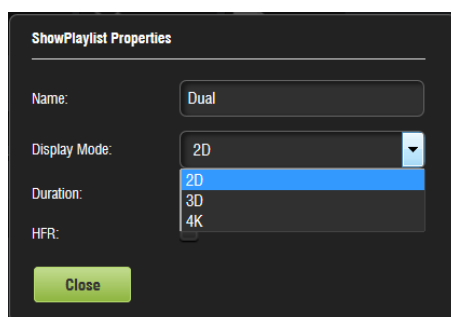 ShowPlaylist Properties
Name: Dual
Display Mode: 2D
2D
Duration:
3D
4K
HFR:
Close